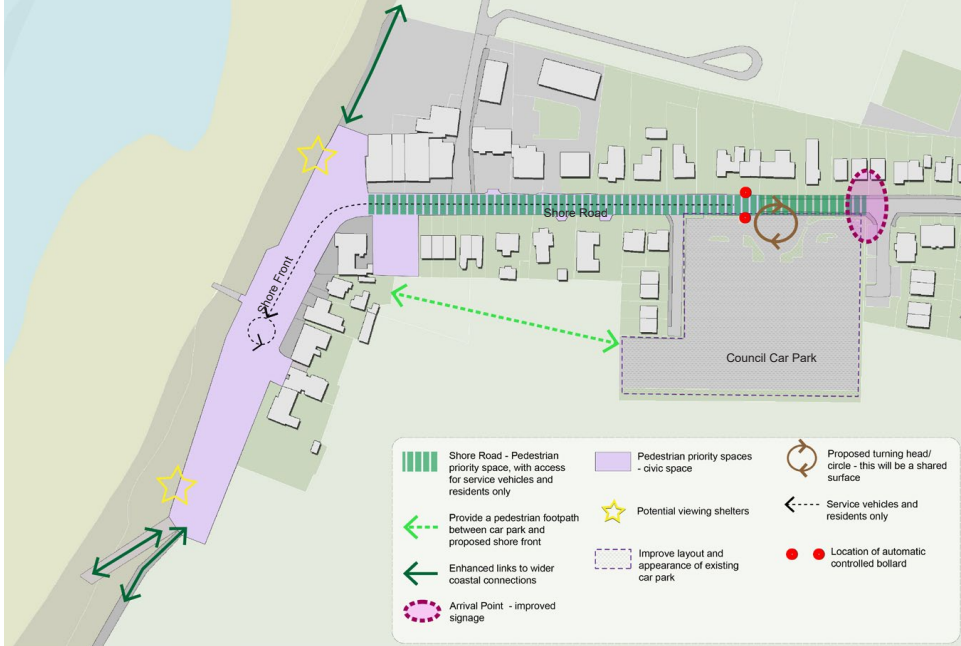 Shore Road
Shore Front
Council Car Park
Shore Road - Pedestrian
priority space, with access
for service vehicles and
residents only
Provide a pedestrian footpath
between car park and
proposed shore front
Enhanced links to wider
coastal connections
Arrival Point - improved
signage
Pedestrian priority spaces
- civic space
Potential viewing shelters
Improve layout and
appearance of existing
car park
Proposed turning head/
circle - this will be a shared
surface
Service vehicles and
residents only
Location of automatic
controlled bollard